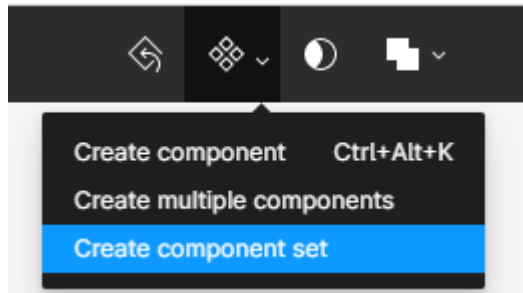 Create component Ctrl+Alt+K
Create multiple components
Create component set